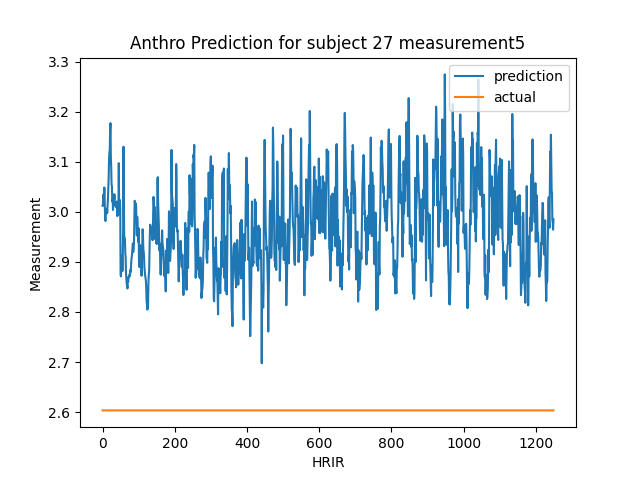 Anthro Prediction for subject 27 measurement5
prediction
actual
3.3
3.2
3.1
3.0
2.9
2.8
2.7
2.6
Measurement
0 200 400 600 800 1000 1200
HRIR